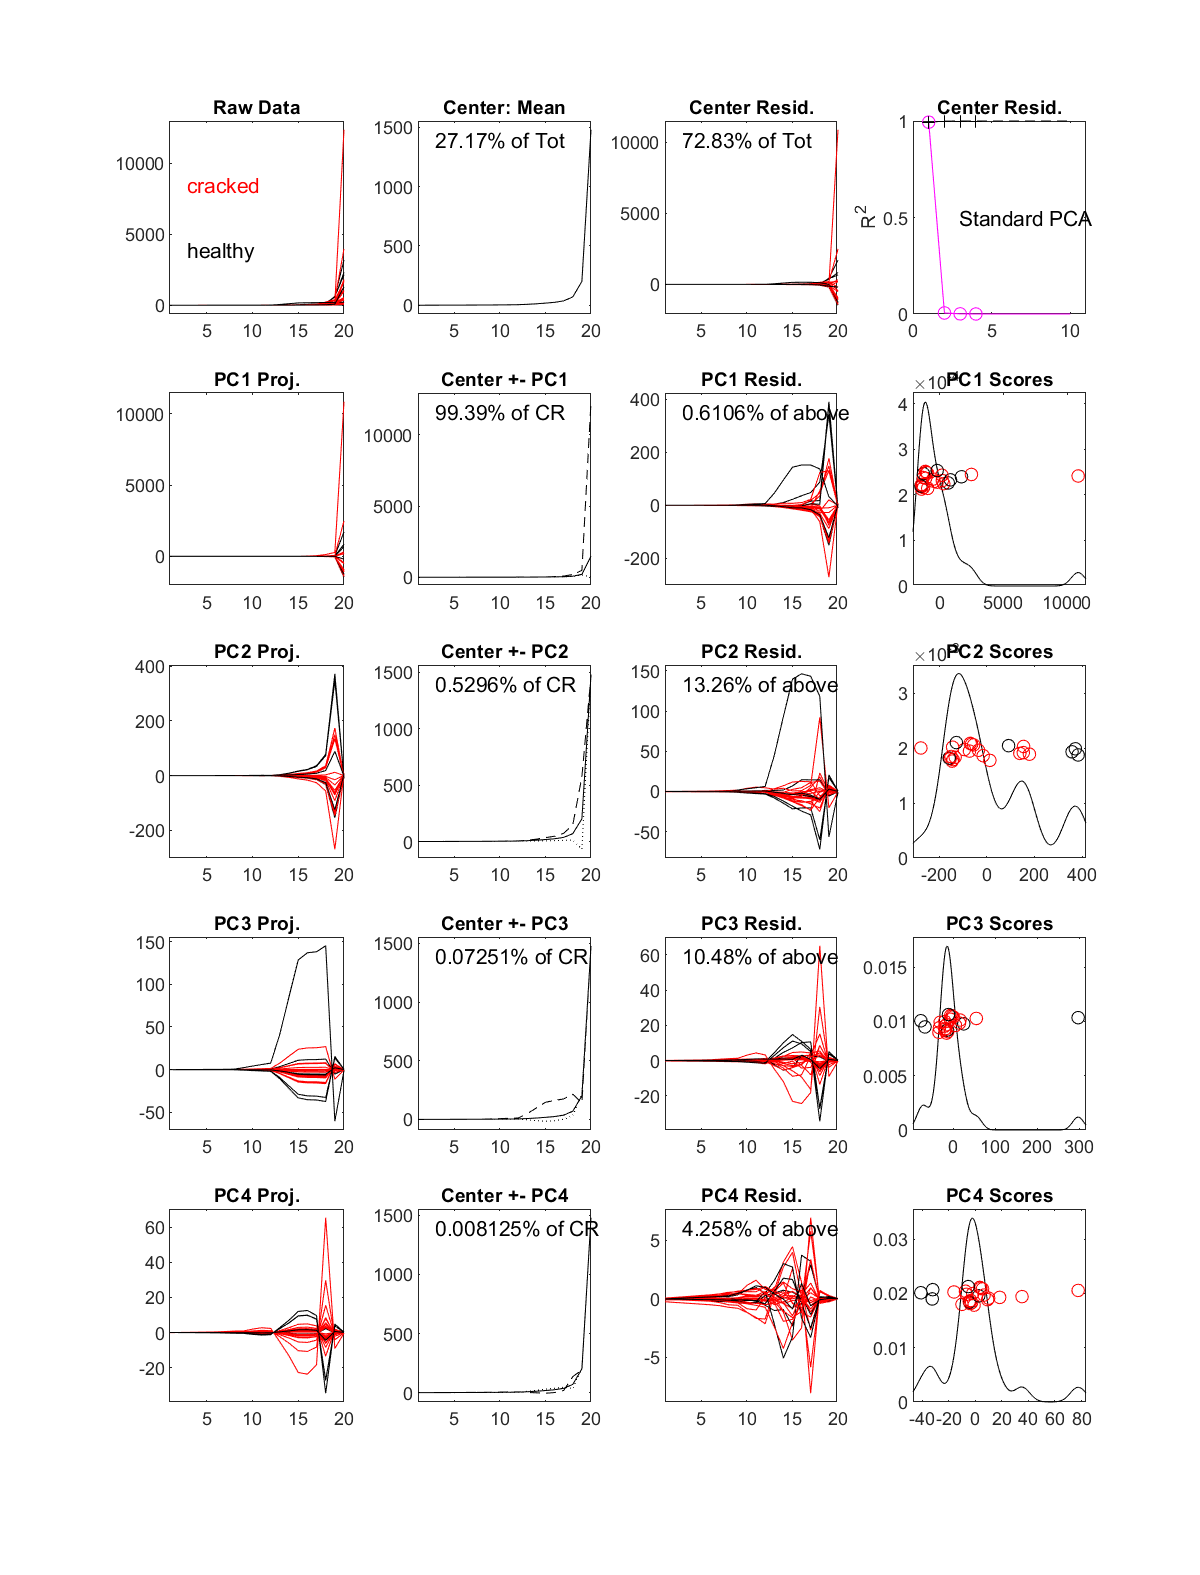 Raw Data
Center: Mean
Center Resid.
Center Resid.
10000
5000
0
cracked
healthy
5 10 15 20
1500
1000
500
0
27.17% of Tot
5 10 15 20
10000
5000
0
72.83% of Tot
5 10 15 20
R²
1
0.5
0
Standard PCA
0 5 10
PC1 Proj.
Center +- PC1
PC1 Resid.
PC1 Scores
10000
5000
0
5 10 15 20
10000
5000
0
99.39% of CR
5 10 15 20
400
200
0
-200
0.6106% of above
5 10 15 20
×10
4
3
2
1
0
0 5000 10000
PC2 Proj.
Center +- PC2
PC2 Resid.
PC2 Scores
400
200
0
-200
5 10 15 20
1500
1000
500
0
0.5296% of CR
5 10 15 20
150
100
50
0
-50
13.26% of above
5 10 15 20
×10
3
2
1
0
-200 0 200 400
PC3 Proj.
Center +- PC3
PC3 Resid.
PC3 Scores
150
100
50
0
-50
5 10 15 20
1500
1000
500
0
0.07251% of CR
5 10 15 20
60
40
20
0
-20
10.48% of above
5 10 15 20
0.015
0.01
0.005
0
0 100 200 300
PC4 Proj.
Center +- PC4
PC4 Resid.
PC4 Scores
60
40
20
0
-20
5 10 15 20
1500
1000
500
0
0.008125% of CR
5 10 15 20
5
0
-5
4.258% of above
5 10 15 20
0.03
0.02
0.01
0
-40 -20 0 20 40 60 80